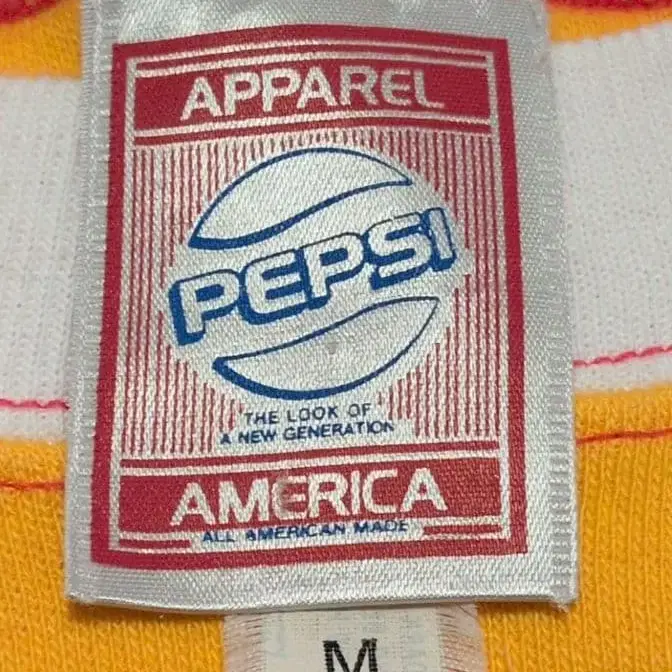 APPAREL
PEPSI
THE LOOK OF
A NEW GENERATION
AMERICA
ALL AMERICAN MADE
M